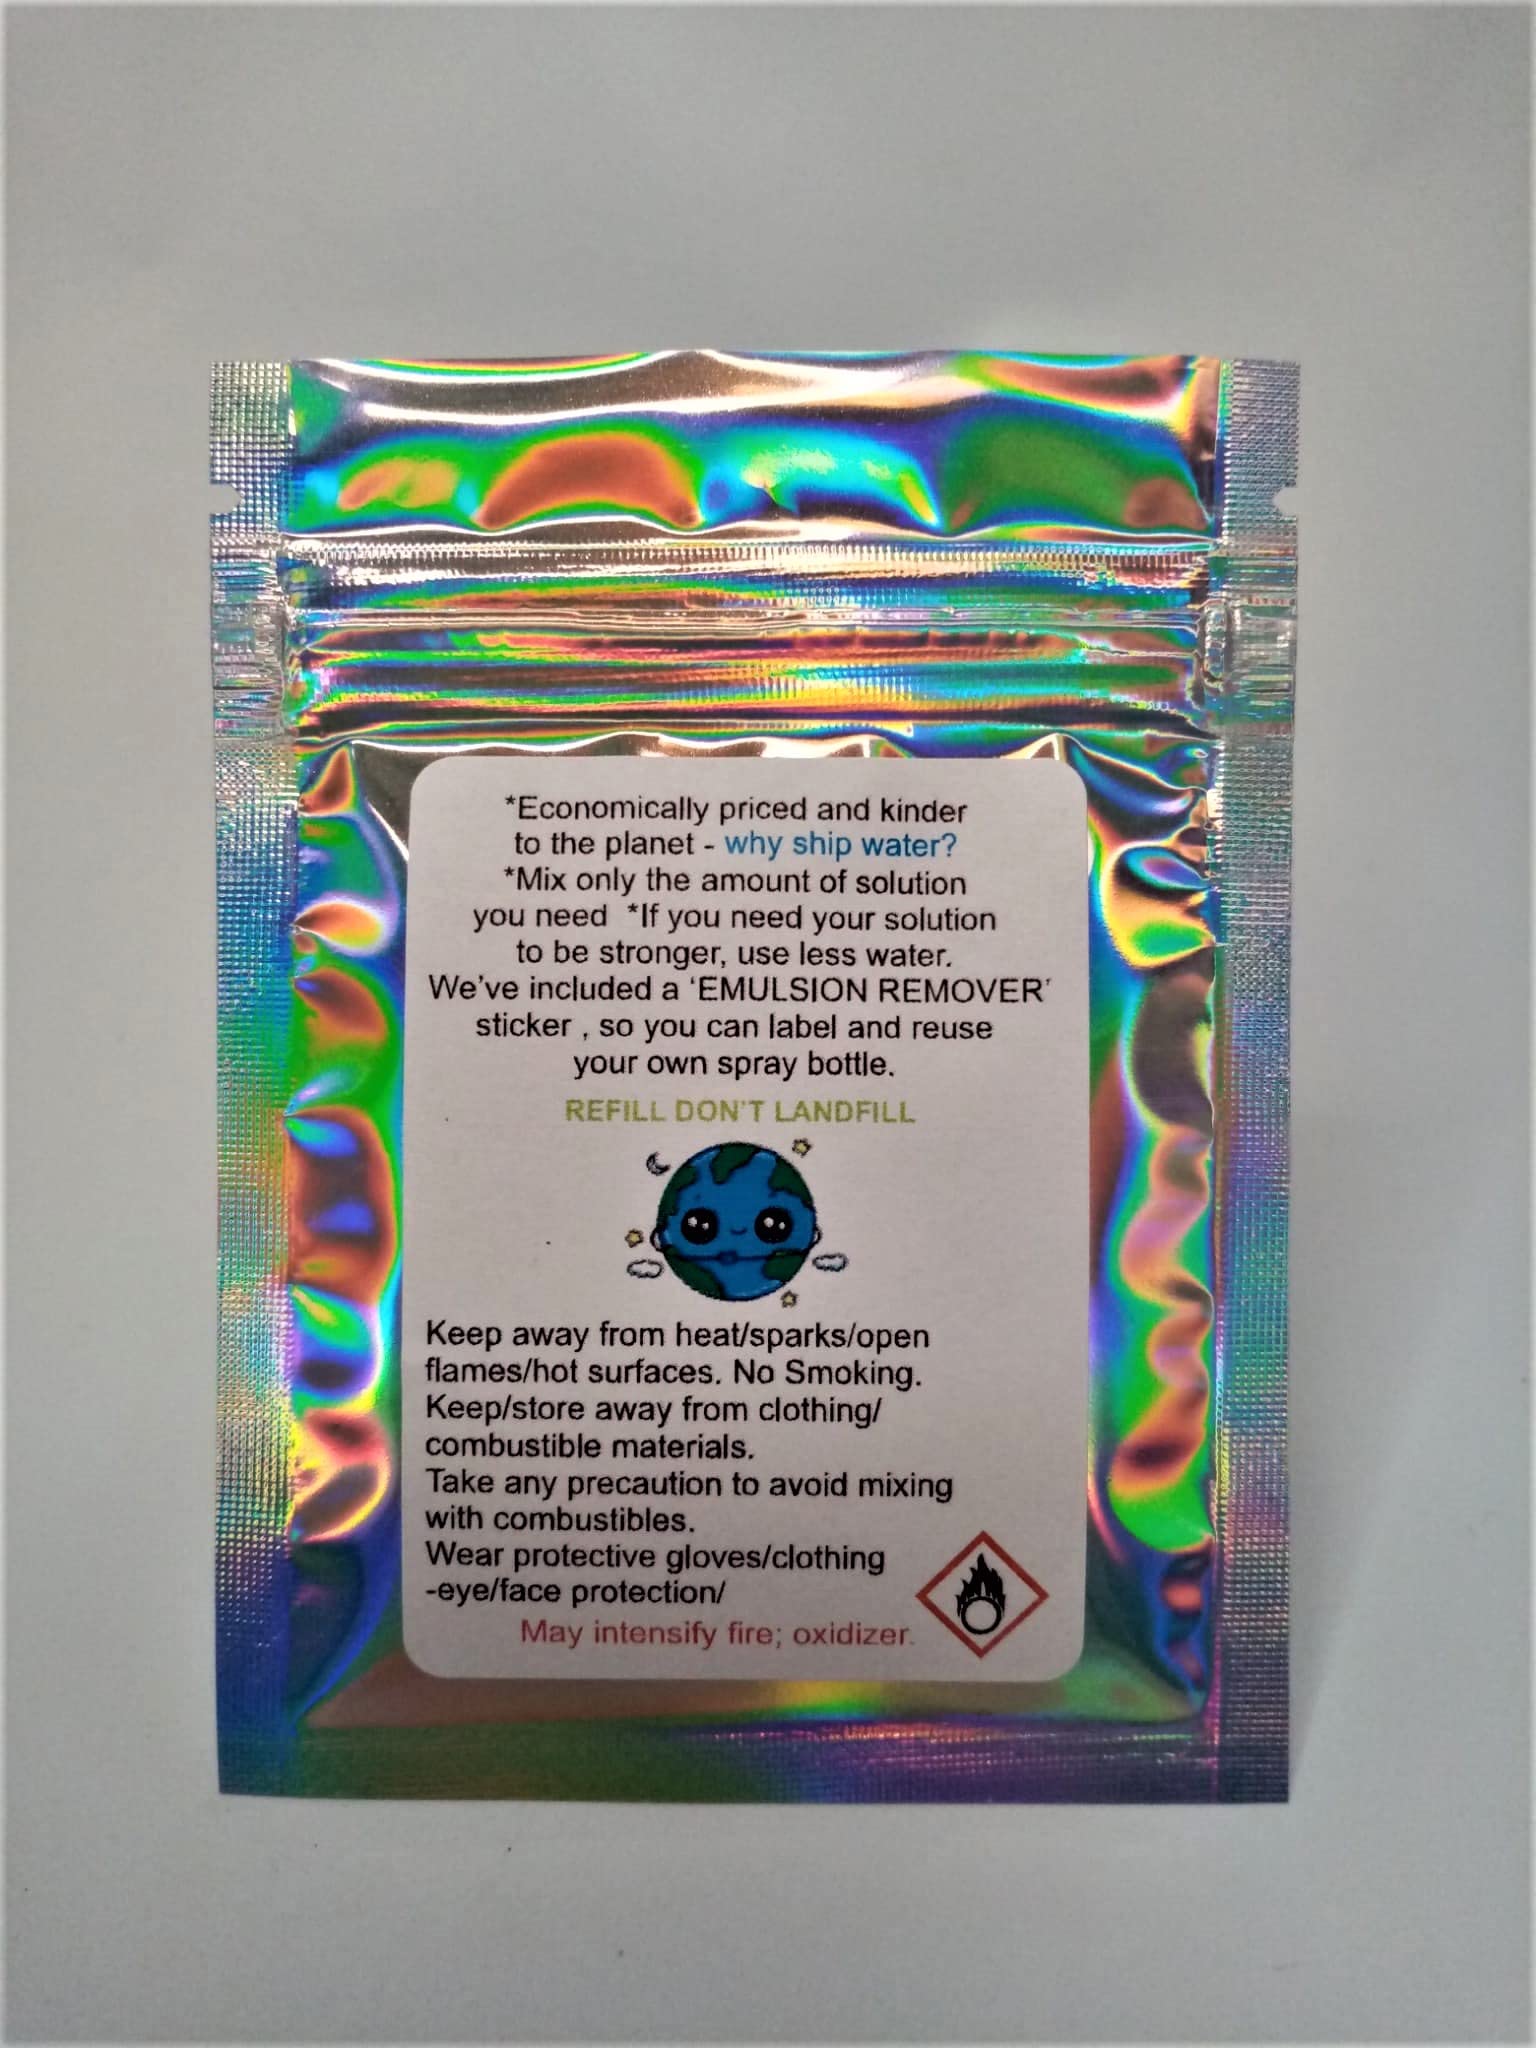 *Economically priced and kinder
to the planet - why ship water?
*Mix only the amount of solution
you need *If you need your solution
to be stronger, use less water.
We've included a 'EMULSION REMOVER'
sticker , so you can label and reuse
your own spray bottle.
REFILL DON'T LANDFILL
Keep away from heat/sparks/open
flames/hot surfaces. No Smoking.
Keep/store away from clothing/
combustible materials.
Take any precaution to avoid mixing
with combustibles.
Wear protective gloves/clothing
-eye/face protection/
May intensify fire; oxidizer.